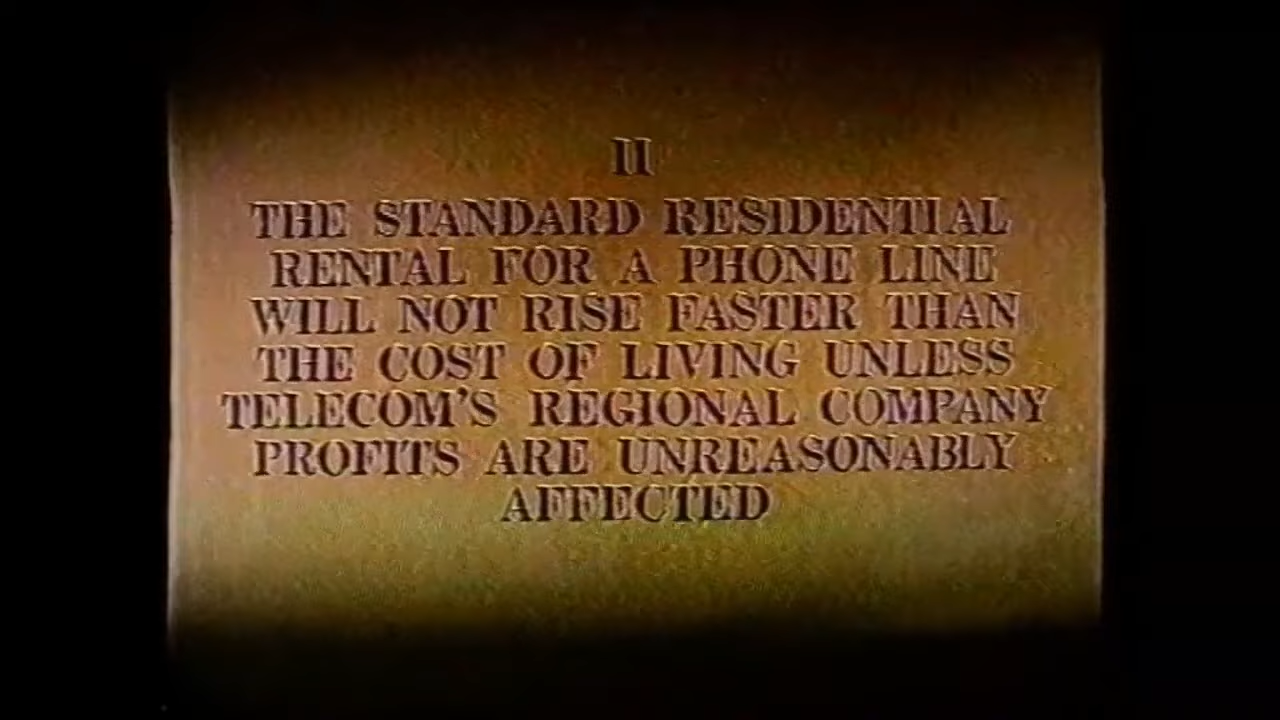 II
THE STANDARD RESIDENTIAL
RENTAL FOR A PHONE LINE
WILL NOT RISE FASTER THAN
THE COST OF LIVING UNLESS
TELECOM'S REGIONAL COMPANY
PROFITS ARE UNREASONABLY
AFFECTED